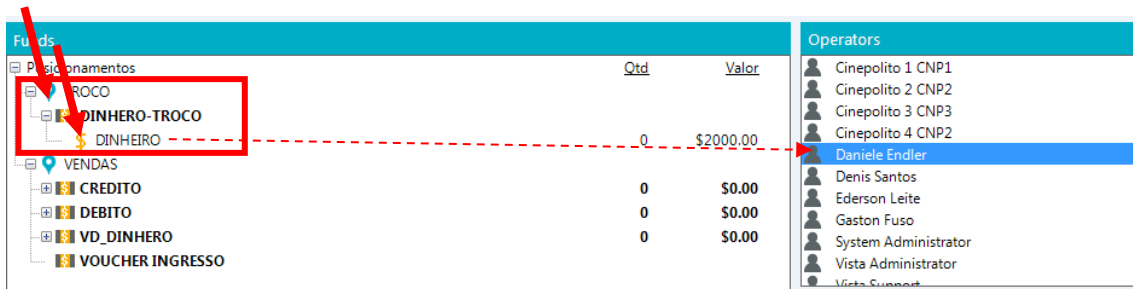 Funds
Posicionamentos Qtd Valor
TROCO
DINHERO-TROCO
DINHEIRO 0 $2000.00
VENDAS
CREDITO 0 $0.00
DEBITO 0 $0.00
VD_DINHERO 0 $0.00
VOUCHER INGRESSO
Operators
Cinepolito 1 CNP1
Cinepolito 2 CNP2
Cinepolito 3 CNP3
Cinepolito 4 CNP2
Daniele Endler
Denis Santos
Ederson Leite
Gaston Fuso
System Administrator
Vista Administrator
Vista Support